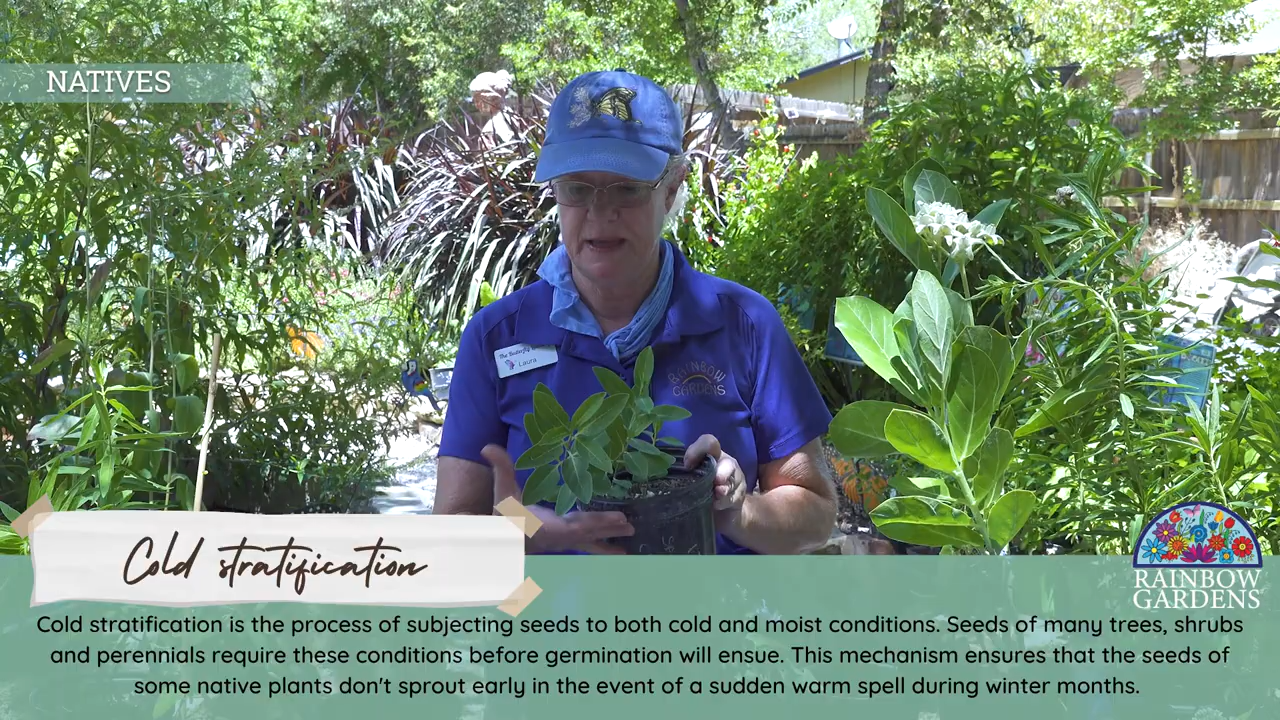 NATIVES
The Butterfly
Laura
RAINBOW
GARDENS
Cold stratification
RAINBOW
GARDENS
Cold stratification is the process of subjecting seeds to both cold and moist conditions. Seeds of many trees, shrubs
and perennials require these conditions before germination will ensue. This mechanism ensures that the seeds of
some native plants don't sprout early in the event of a sudden warm spell during winter months.